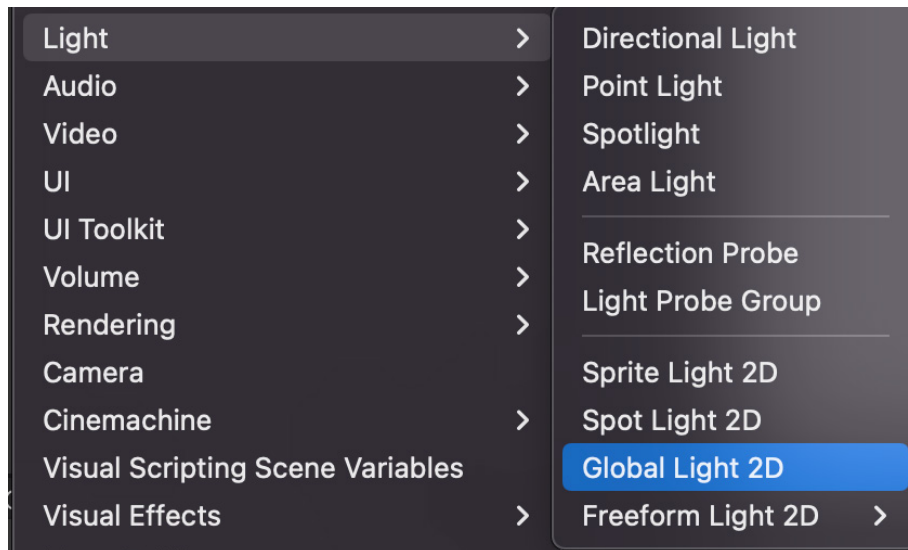 Light
Audio
Video
UI
UI Toolkit
Volume
Rendering
Camera
Cinemachine
Visual Scripting Scene Variables
Visual Effects
Directional Light
Point Light
Spotlight
Area Light
Reflection Probe
Light Probe Group
Sprite Light 2D
Spot Light 2D
Global Light 2D
Freeform Light 2D